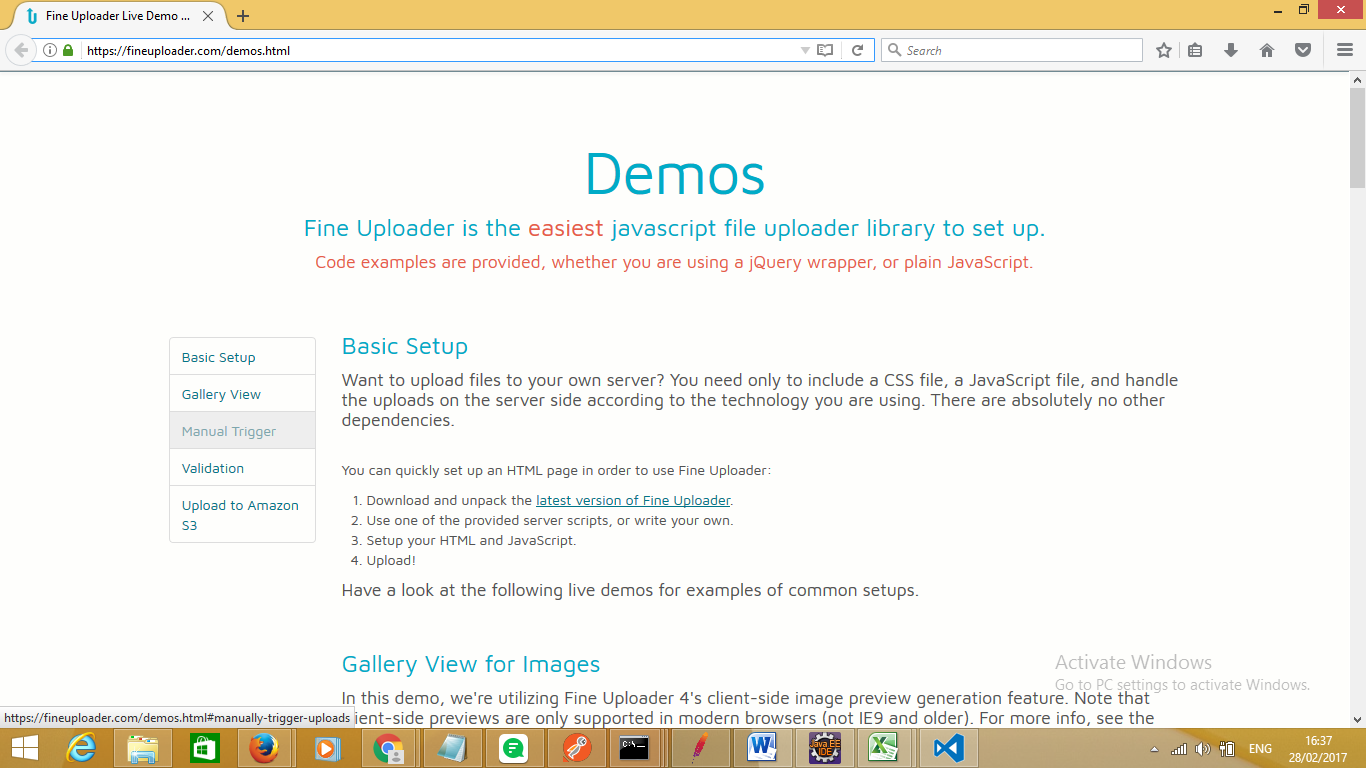 Fine Uploader Live Demo ...
https://fineuploader.com/demos.html
Search
Demos
Fine Uploader is the easiest javascript file uploader library to set up.
Code examples are provided, whether you are using a jQuery wrapper, or plain JavaScript.
Basic Setup
Gallery View
Manual Trigger
Validation
Upload to Amazon
S3
Basic Setup
Want to upload files to your own server? You need only to include a CSS file, a JavaScript file, and handle
the uploads on the server side according to the technology you are using. There are absolutely no other
dependencies.
You can quickly set up an HTML page in order to use Fine Uploader:
1. Download and unpack the latest version of Fine Uploader.
2. Use one of the provided server scripts, or write your own.
3. Setup your HTML and JavaScript.
4. Upload!
Have a look at the following live demos for examples of common setups.
Gallery View for Images
In this demo, we're utilizing Fine Uploader 4's client-side image preview generation feature. Note that
ient-side previews are only supported in modern browsers (not IE9 and older). For more info, see the
Activate Windows
Go to PC settings to activate Windows.
https://fineuploader.com/demos.html#manually-trigger-uploads
Java EE
IDE
ENG
16:37
28/02/2017